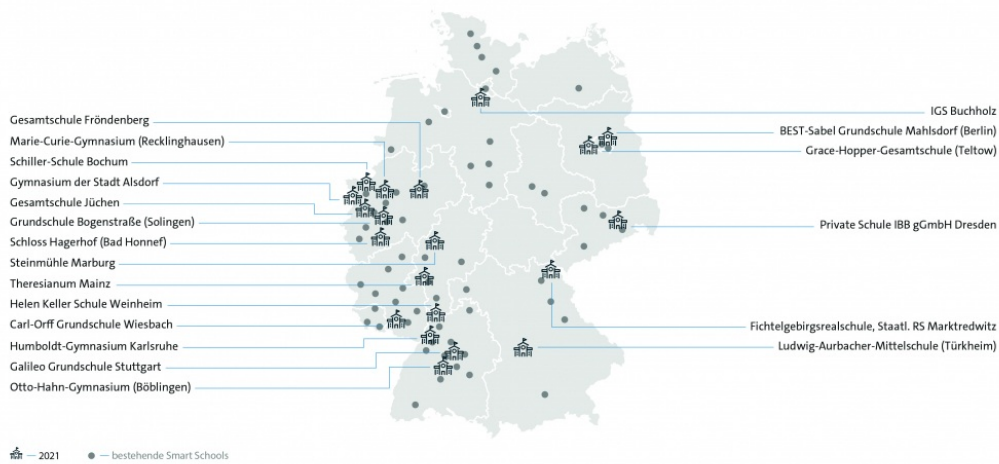 Gesamtschule Fröndenberg
Marie-Curie-Gymnasium (Recklinghausen)
Schiller-Schule Bochum
Gymnasium der Stadt Alsdorf
Gesamtschule Jüchen
Grundschule Bogenstraße (Solingen)
Schloss Hagerhof (Bad Honnef)
Steinmühle Marburg
Theresianum Mainz
Helen Keller Schule Weinheim
Carl-Orff Grundschule Wiesbach
Humboldt-Gymnasium Karlsruhe
Galileo Grundschule Stuttgart
Otto-Hahn-Gymnasium (Böblingen)
IGS Buchholz
BEST-Sabel Grundschule Mahlsdorf (Berlin)
Grace-Hopper-Gesamtschule (Teltow)
Private Schule IBB gGmbH Dresden
Fichtelgebirgsrealschule, Staatl. RS Marktredwitz
Ludwig-Aurbacher-Mittelschule (Türkheim)
— 2021
— bestehende Smart Schools